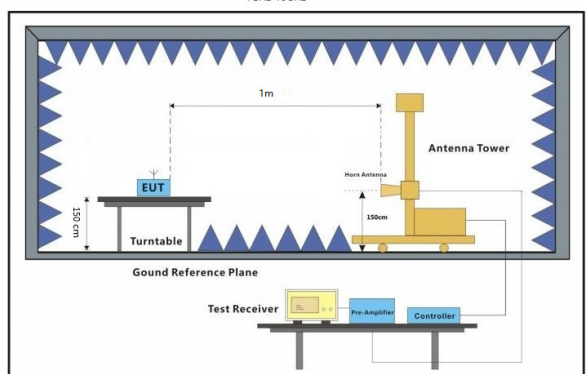 1m
Horn Antenna
Antenna Tower
EUT
150 cm
150cm
Turntable
Gound Reference Plane
Test Receiver
Pre-Amplifier
Controller